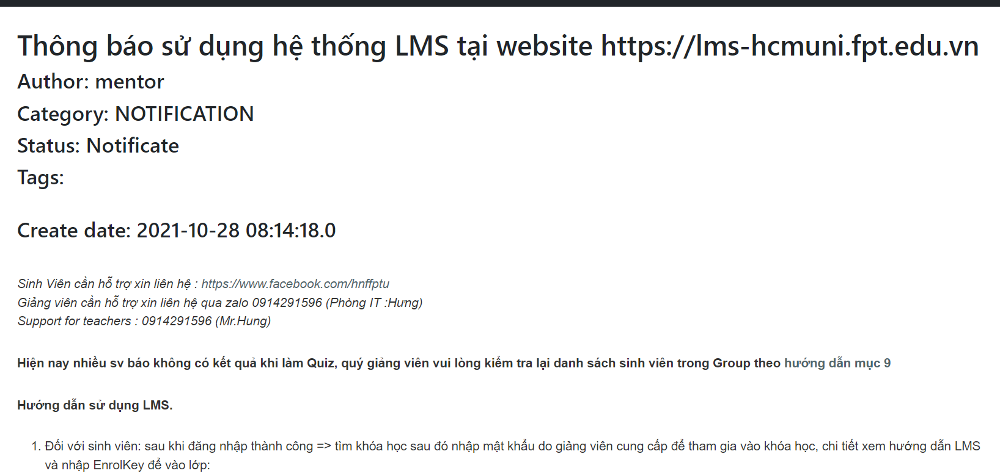 Thông báo sử dụng hệ thống LMS tại website https://lms-hcmuni.fpt.edu.vn
Author: mentor
Category: NOTIFICATION
Status: Notificate
Tags:
Create date: 2021-10-28 08:14:18.0
Sinh Viên cần hỗ trợ xin liên hệ : https://www.facebook.com/hnffptu
Giảng viên cần hỗ trợ xin liên hệ qua zalo 0914291596 (Phòng IT :Hưng)
Support for teachers : 0914291596 (Mr.Hung)
Hiện nay nhiều sv báo không có kết quả khi làm Quiz, quý giảng viên vui lòng kiểm tra lại danh sách sinh viên trong Group theo hướng dẫn mục 9
Hướng dẫn sử dụng LMS.
1. Đối với sinh viên: sau khi đăng nhập thành công => tìm khóa học sau đó nhập mật khẩu do giảng viên cung cấp để tham gia vào khóa học, chi tiết xem hướng dẫn LMS
và nhập EnrolKey để vào lớp: